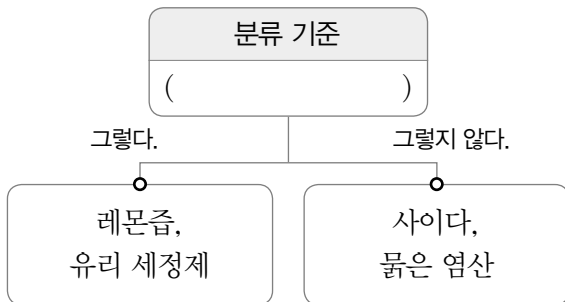 분류 기준
( )
그렇다.
그렇지 않다.
레몬즙,
유리 세정제
사이다,
묽은 염산